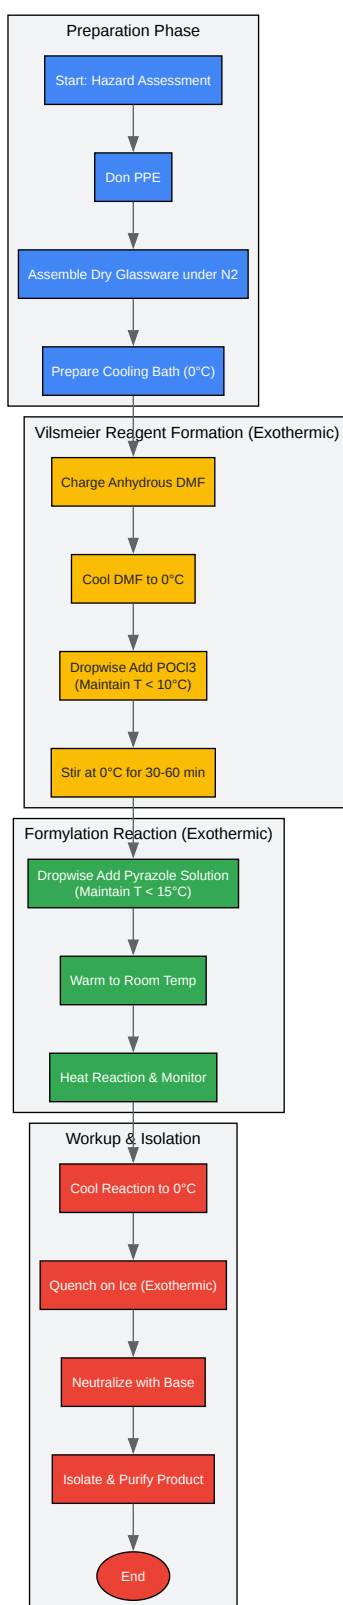 Preparation Phase
Start: Hazard Assessment
Don PPE
Assemble Dry Glassware under N2
Prepare Cooling Bath (0°C)
Vilsmeier Reagent Formation (Exothermic)
Charge Anhydrous DMF
Cool DMF to 0°C
Dropwise Add POCl3
(Maintain T < 10°C)
Stir at 0°C for 30-60 min
Formylation Reaction (Exothermic)
Dropwise Add Pyrazole Solution
(Maintain T < 15°C)
Warm to Room Temp
Heat Reaction & Monitor
Workup & Isolation
Cool Reaction to 0°C
Quench on Ice (Exothermic)
Neutralize with Base
Isolate & Purify Product
End